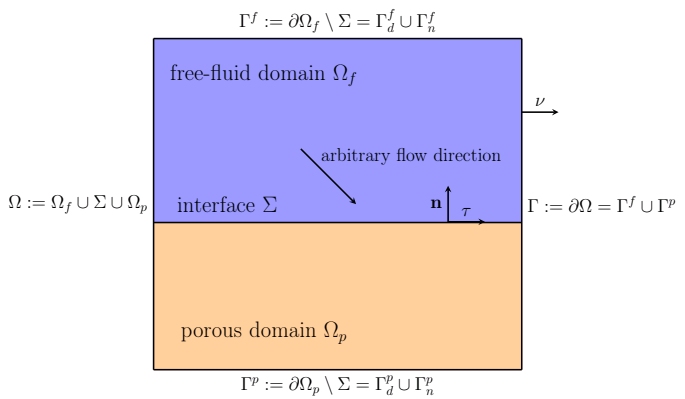 Γ^f := ∂Ω_f \ Σ = Γ_d^f ∪ Γ_n^f
free-fluid domain Ω_f
ν
arbitrary flow direction
Ω := Ω_f ∪ Σ ∪ Ω_p
interface Σ
n
τ
Γ := ∂Ω = Γ^f ∪ Γ^p
porous domain Ω_p
Γ^p := ∂Ω_p \ Σ = Γ_d^p ∪ Γ_n^p